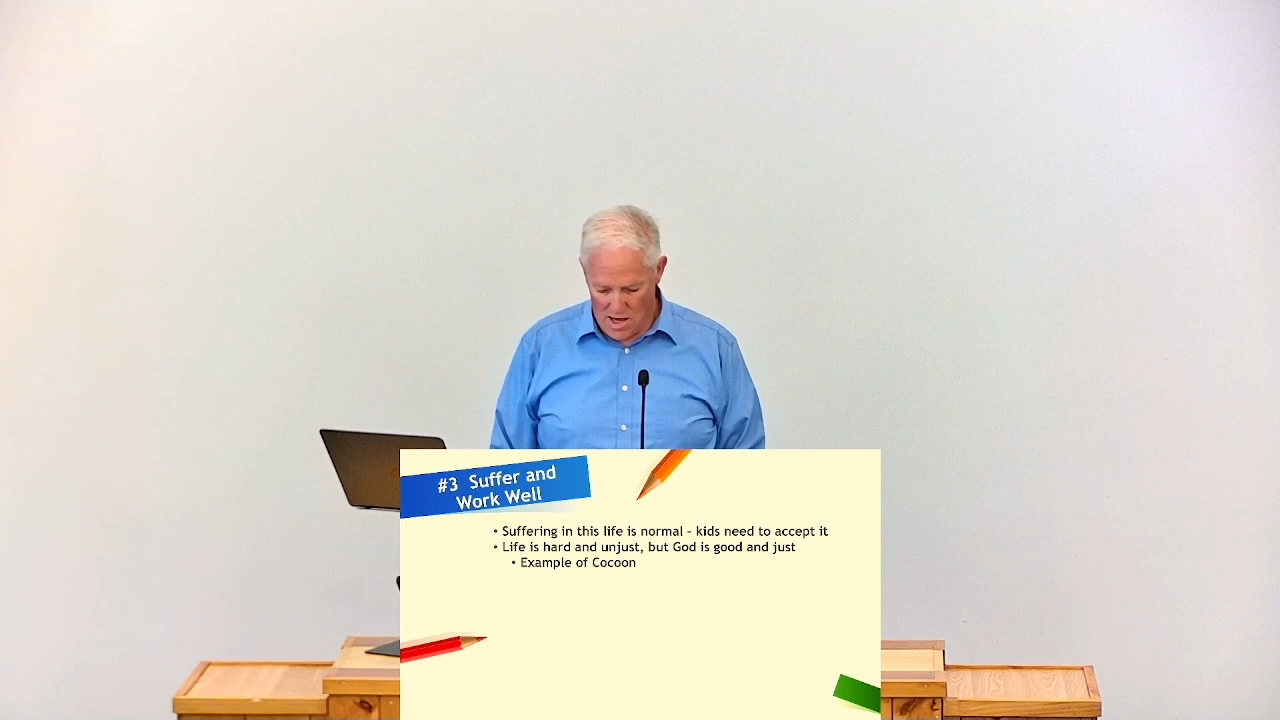 #3 Suffer and
Work Well
• Suffering in this life is normal – kids need to accept it
• Life is hard and unjust, but God is good and just
• Example of Cocoon